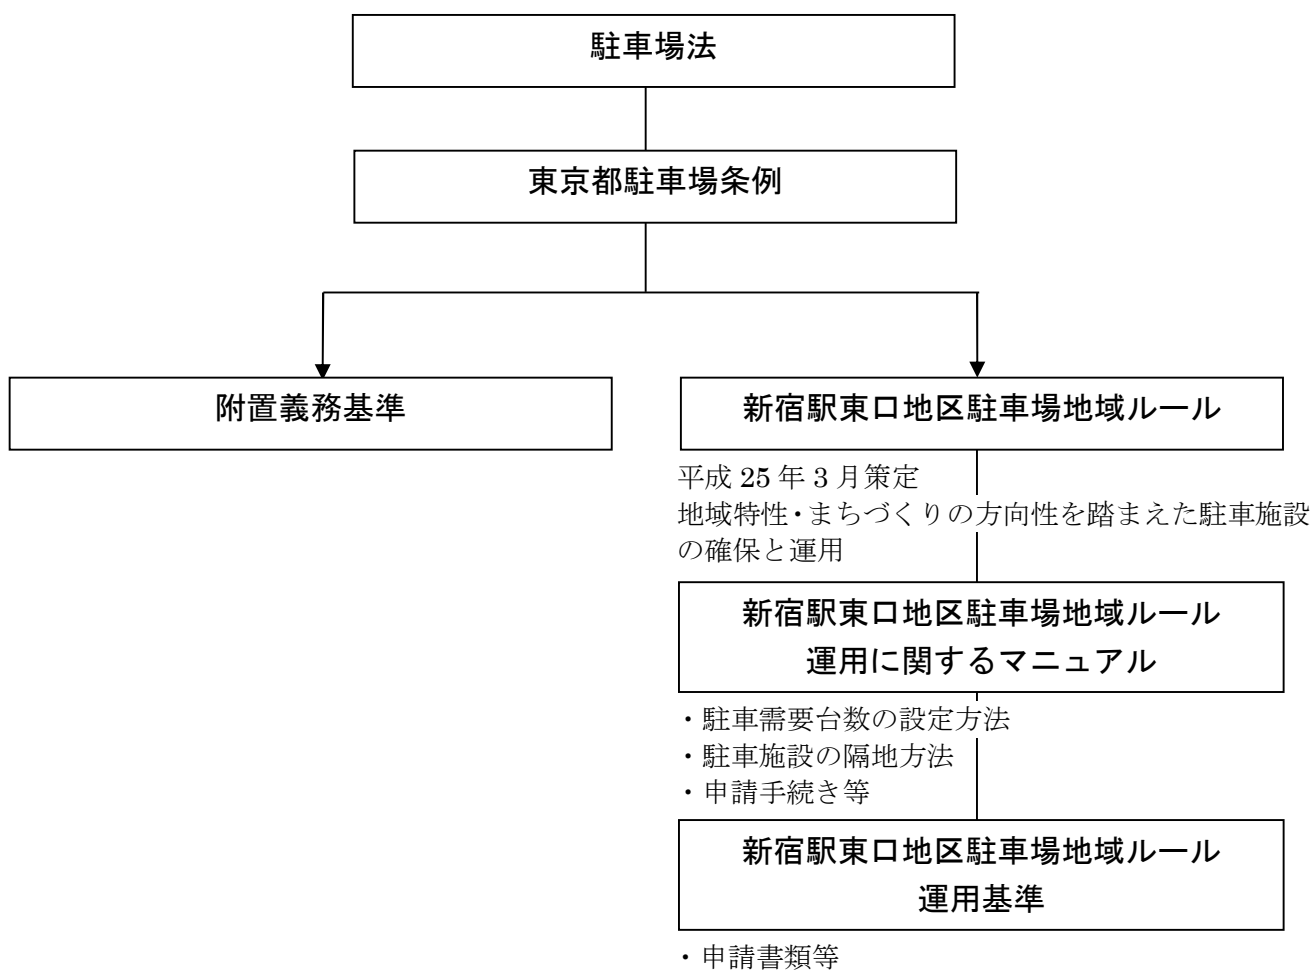 駐車場法
東京都駐車場条例
附置義務基準
新宿駅東口地区駐車場地域ルール
平成 25 年 3 月策定
地域特性・まちづくりの方向性を踏まえた駐車施設
の確保と運用
新宿駅東口地区駐車場地域ルール
運用に関するマニュアル
・駐車需要台数の設定方法
・駐車施設の隔地方法
・申請手続き等
新宿駅東口地区駐車場地域ルール
運用基準
・申請書類等